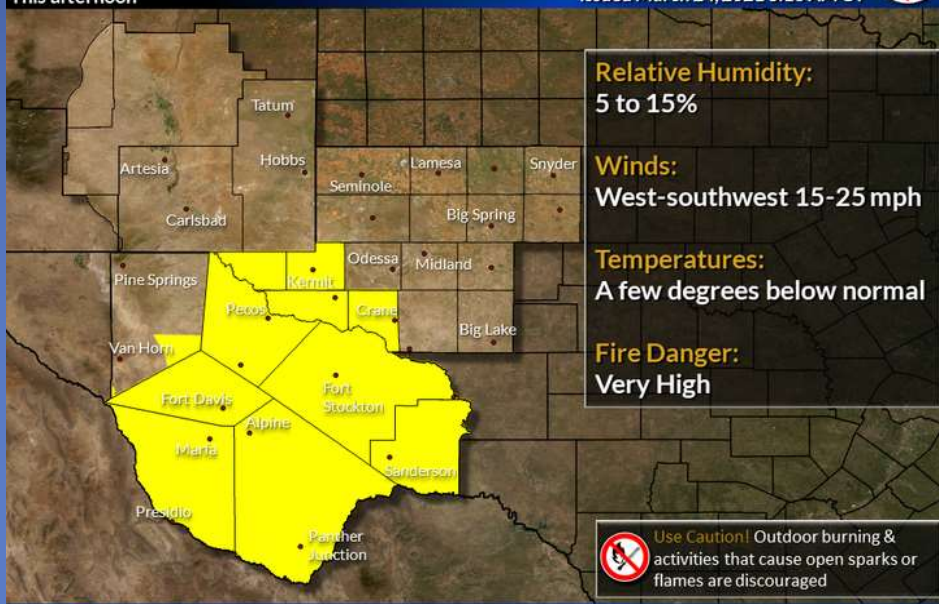 This afternoon
Relative Humidity:
5 to 15%
Winds:
West-southwest 15-25 mph
Temperatures:
A few degrees below normal
Fire Danger:
Very High
Tatum
Artesia
Hobbs
Carlsbad
Seminole
Lamesa
Snyder
Big Spring
Pine Springs
Kermit
Odessa
Midland
Pecos
Crane
Big Lake
Van Horn
Fort Davis
Fort
Stockton
Alpine
Marfa
Sanderson
Presidio
Panther
Junction
Use Caution! Outdoor burning &
activities that cause open sparks or
flames are discouraged